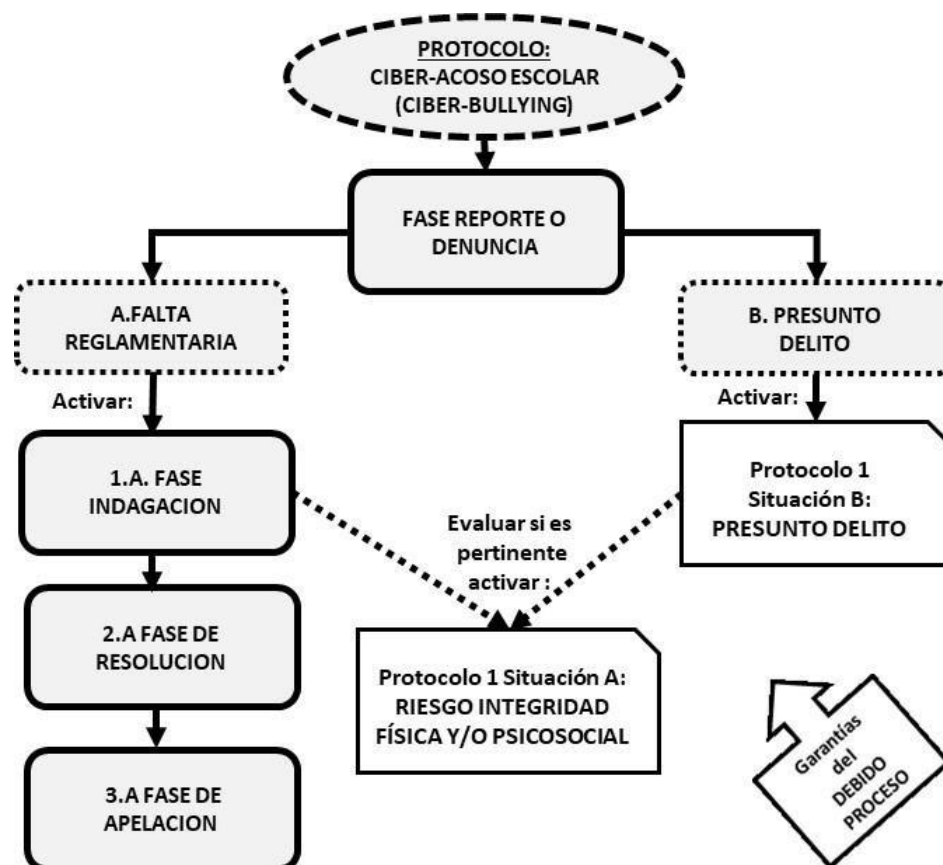 PROTOCOLO:
CIBER-ACOSO ESCOLAR
(CIBER-BULLYING)
FASE REPORTE O
DENUNCIA
A.FALTA
REGLAMENTARIA
B. PRESUNTO
DELITO
Activar:
Activar:
1.A. FASE
INDAGACION
Protocolo 1
Situación B:
PRESUNTO DELITO
Evaluar si es
pertinente
activar :
2.A FASE DE
RESOLUCION
Protocolo 1 Situación A:
RIESGO INTEGRIDAD
FÍSICA Y/O PSICOSOCIAL
3.A FASE DE
APELACION
Garantías
del
DEBIDO
PROCESO